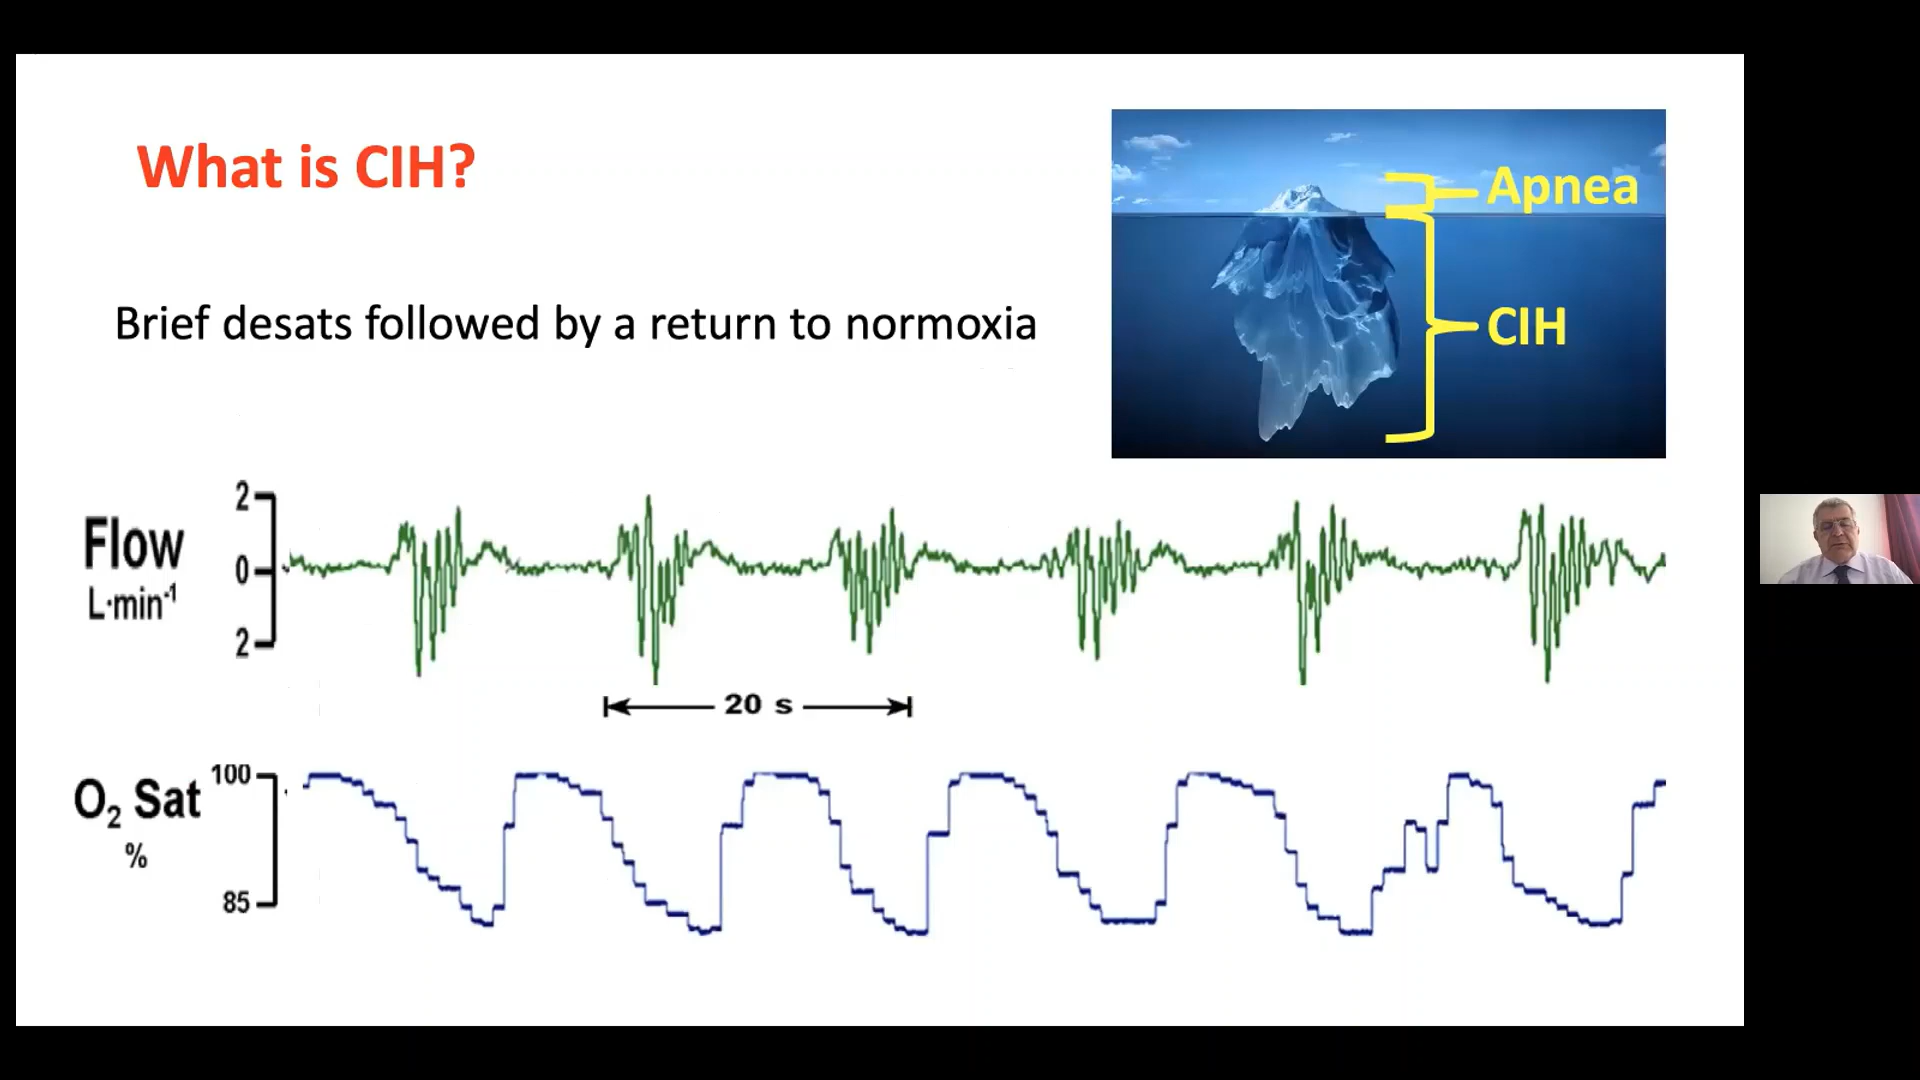 What is CIH?
Apnea
Brief desats followed by a return to normoxia
CIH
Flow
L·min⁻¹
2
0
2
20 s
O₂ Sat
%
100
85